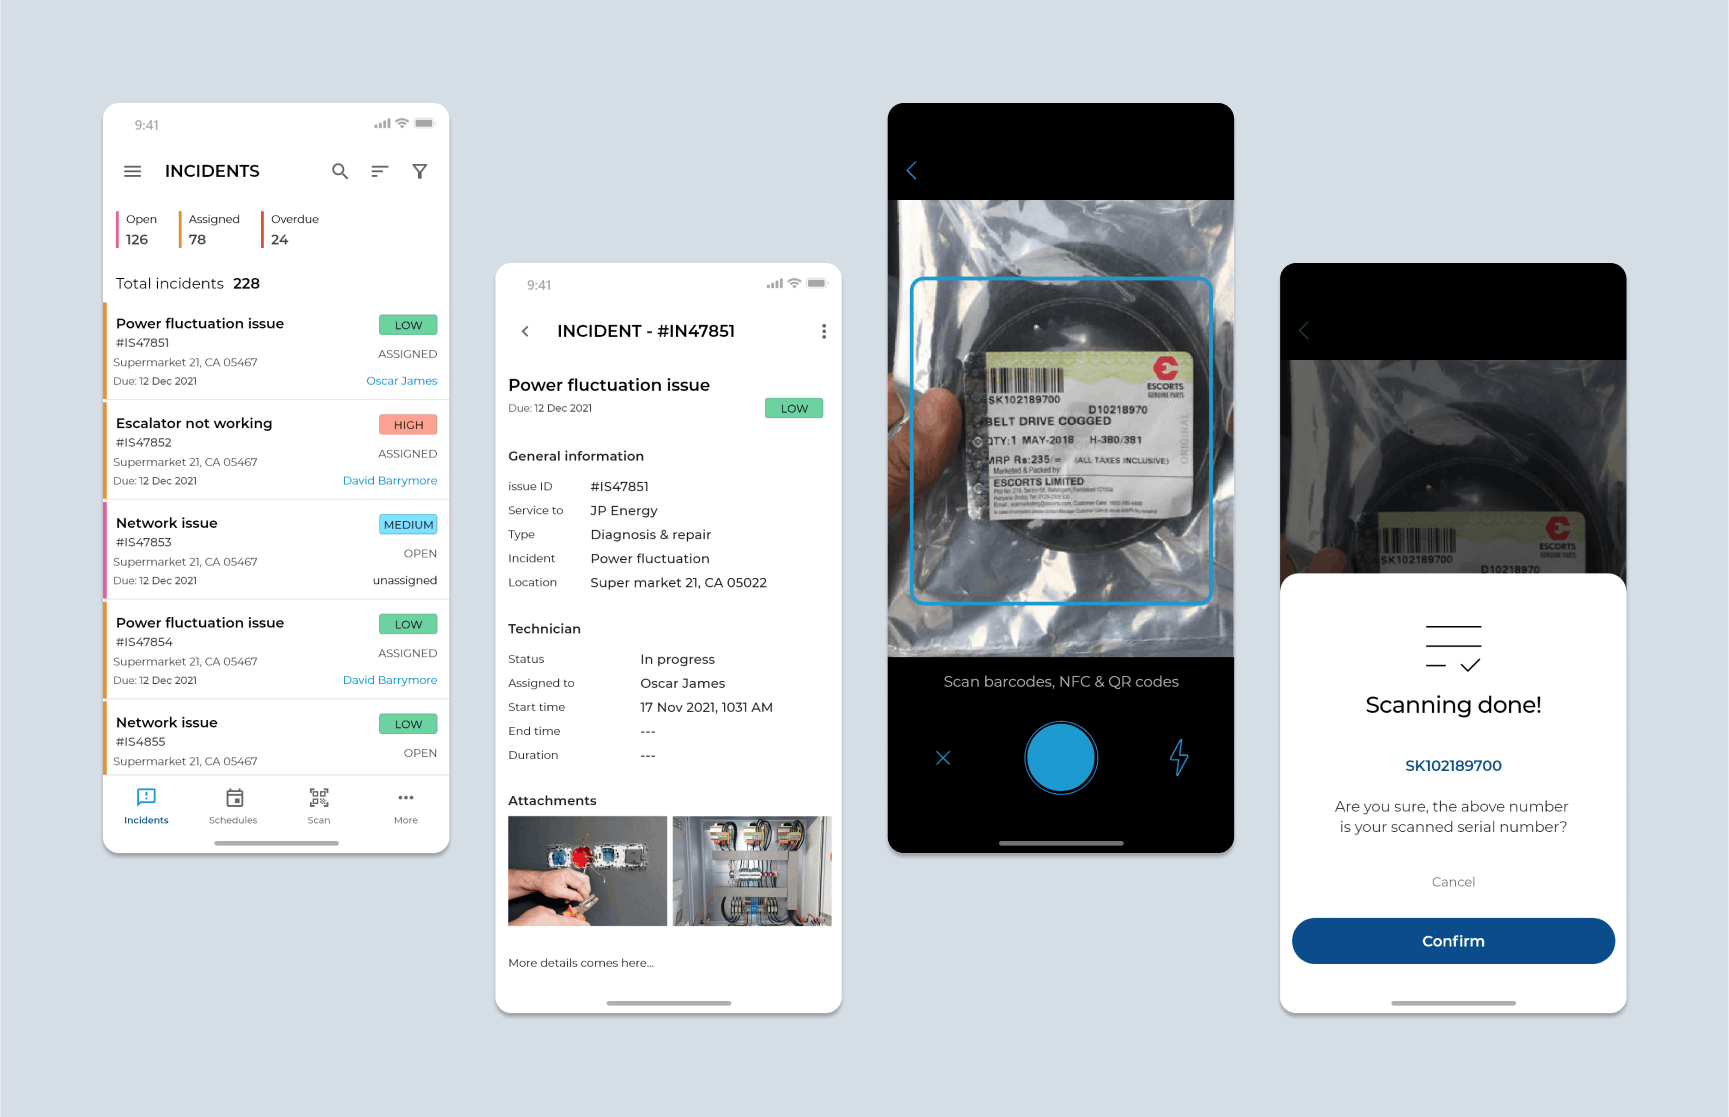 9:41
INCIDENTS
Open
126
Assigned
78
Overdue
24
Total incidents 228
Power fluctuation issue
LOW
#IS47851
ASSIGNED
Supermarket 21, CA 05467
Due: 12 Dec 2021
Oscar James
Escalator not working
HIGH
#IS47852
ASSIGNED
Supermarket 21, CA 05467
Due: 12 Dec 2021
David Barrymore
Network issue
MEDIUM
#IS47853
OPEN
Supermarket 21, CA 05467
Due: 12 Dec 2021
unassigned
Power fluctuation issue
LOW
#IS47854
ASSIGNED
Supermarket 21, CA 05467
Due: 12 Dec 2021
David Barrymore
Network issue
LOW
#IS4855
OPEN
Supermarket 21, CA 05467
Incidents
Schedules
Scan
More
9:41
INCIDENT - #IN47851
Power fluctuation issue
Due: 12 Dec 2021
LOW
General information
issue ID #IS47851
Service to JP Energy
Type Diagnosis & repair
Incident Power fluctuation
Location Super market 21, CA 05022
Technician
Status In progress
Assigned to Oscar James
Start time 17 Nov 2021, 1031 AM
End time ---
Duration ---
Attachments
More details comes here...
ESCORTS
GENUINE PARTS
SK102189700
D10218970
BELT DRIVE COGGED
QTY:1 MAY-2018 H-380/381
MRP Rs:235/= (ALL TAXES INCLUSIVE)
Marketed & Packed by:
ESCORTS LIMITED
ORIGINAL
Scan barcodes, NFC & QR codes
ESCORTS
GENUINE PARTS
SK102189700
D10218970
Scanning done!
SK102189700
Are you sure, the above number
is your scanned serial number?
Cancel
Confirm